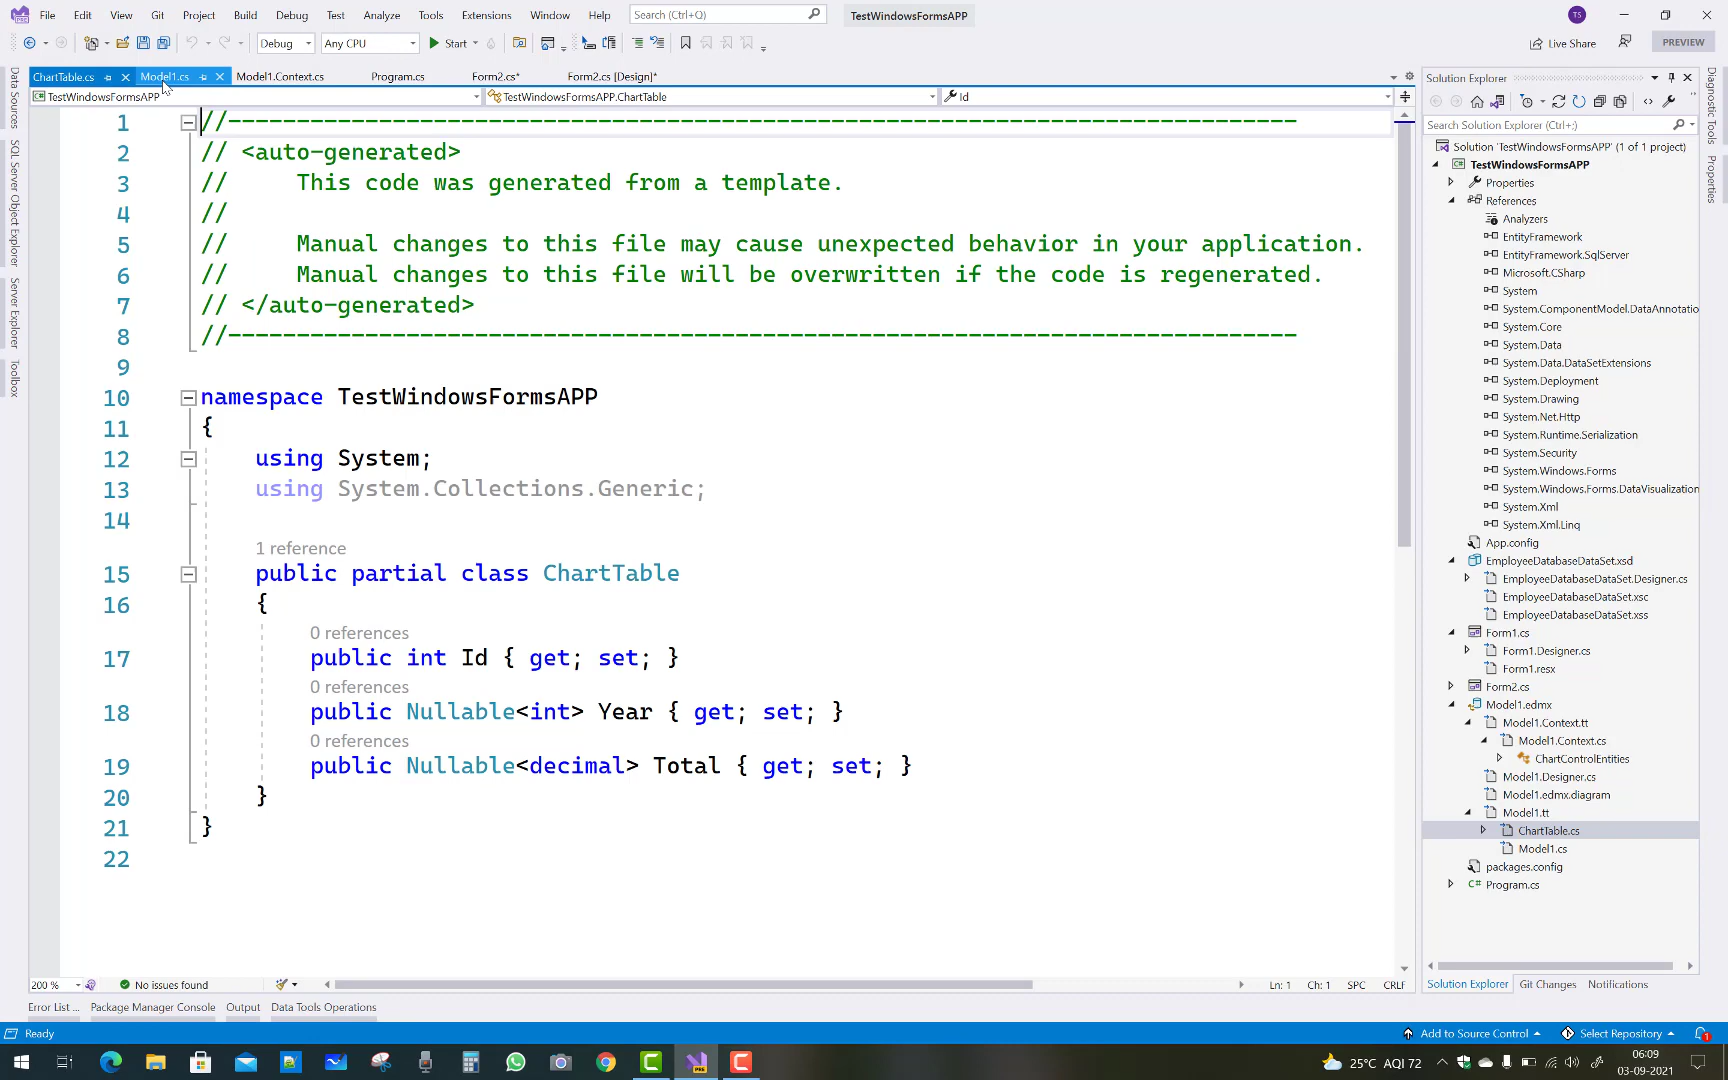 File Edit View Git Project Build Debug Test Analyze Tools Extensions Window Help Search (Ctrl+Q) TestWindowsFormsAPP TS
Debug Any CPU Start Live Share PREVIEW
ChartTable.cs Model1.cs Model1.Context.cs Program.cs Form2.cs* Form2.cs [Design]*
TestWindowsFormsAPP TestWindowsFormsAPP.ChartTable Id
Data Sources
SQL Server Object Explorer
Server Explorer
Toolbox
1 //------------------------------------------------------------------------------
2 // <auto-generated>
3 //     This code was generated from a template.
4 //
5 //     Manual changes to this file may cause unexpected behavior in your application.
6 //     Manual changes to this file will be overwritten if the code is regenerated.
7 // </auto-generated>
8 //------------------------------------------------------------------------------
9
10 namespace TestWindowsFormsAPP
11 {
12 using System;
13 using System.Collections.Generic;
14
1 reference
15 public partial class ChartTable
16 {
0 references
17 public int Id { get; set; }
0 references
18 public Nullable<int> Year { get; set; }
0 references
19 public Nullable<decimal> Total { get; set; }
20 }
21 }
22
200 % No issues found Ln: 1 Ch: 1 SPC CRLF
Error List ... Package Manager Console Output Data Tools Operations
Solution Explorer
Search Solution Explorer (Ctrl+;)
Solution 'TestWindowsFormsAPP' (1 of 1 project)
TestWindowsFormsAPP
Properties
References
Analyzers
EntityFramework
EntityFramework.SqlServer
Microsoft.CSharp
System
System.ComponentModel.DataAnnotatio
System.Core
System.Data
System.Data.DataSetExtensions
System.Deployment
System.Drawing
System.Net.Http
System.Runtime.Serialization
System.Security
System.Windows.Forms
System.Windows.Forms.DataVisualization
System.Xml
System.Xml.Linq
App.config
EmployeeDatabaseDataSet.xsd
EmployeeDatabaseDataSet.Designer.cs
EmployeeDatabaseDataSet.xsc
EmployeeDatabaseDataSet.xss
Form1.cs
Form1.Designer.cs
Form1.resx
Form2.cs
Model1.edmx
Model1.Context.tt
Model1.Context.cs
ChartControlEntities
Model1.Designer.cs
Model1.edmx.diagram
Model1.tt
ChartTable.cs
Model1.cs
packages.config
Program.cs
Solution Explorer Git Changes Notifications
Diagnostic Tools
Properties
Ready Add to Source Control Select Repository 1
25°C AQI 72 06:09
03-09-2021